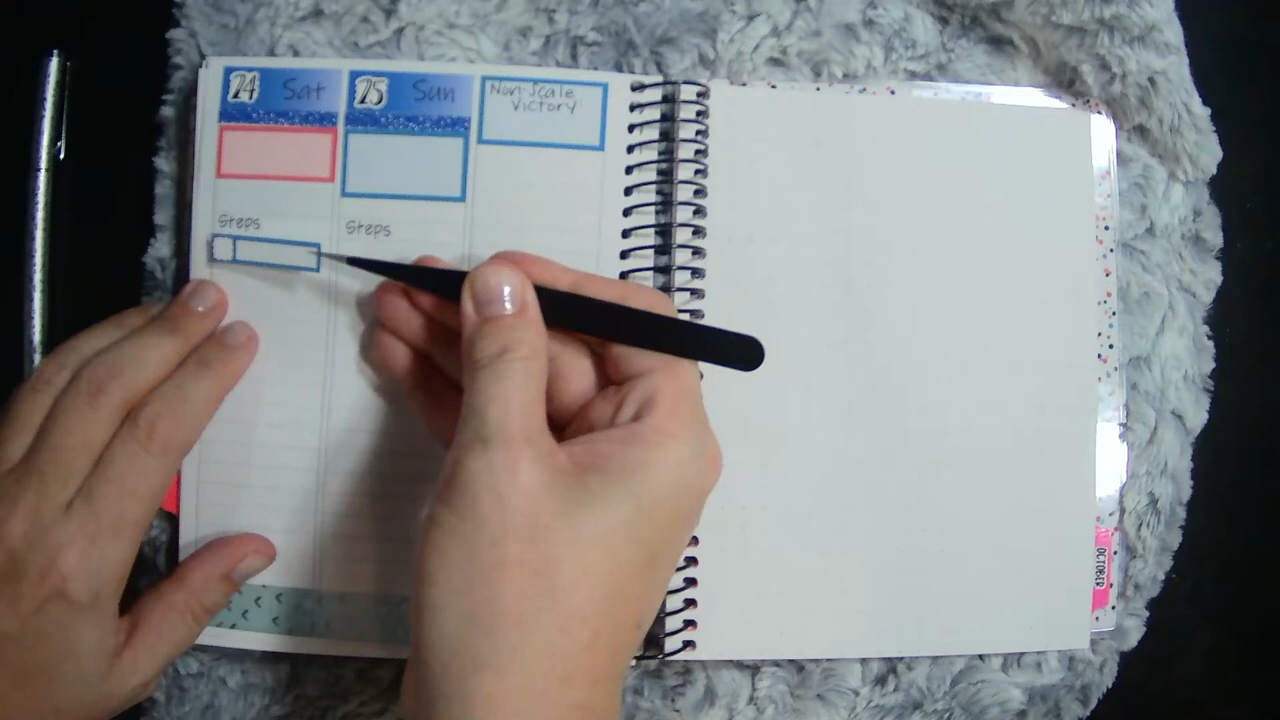 24 Sat
25 Sun
Non-Scale
Victory
Steps
Steps
OCTOBER